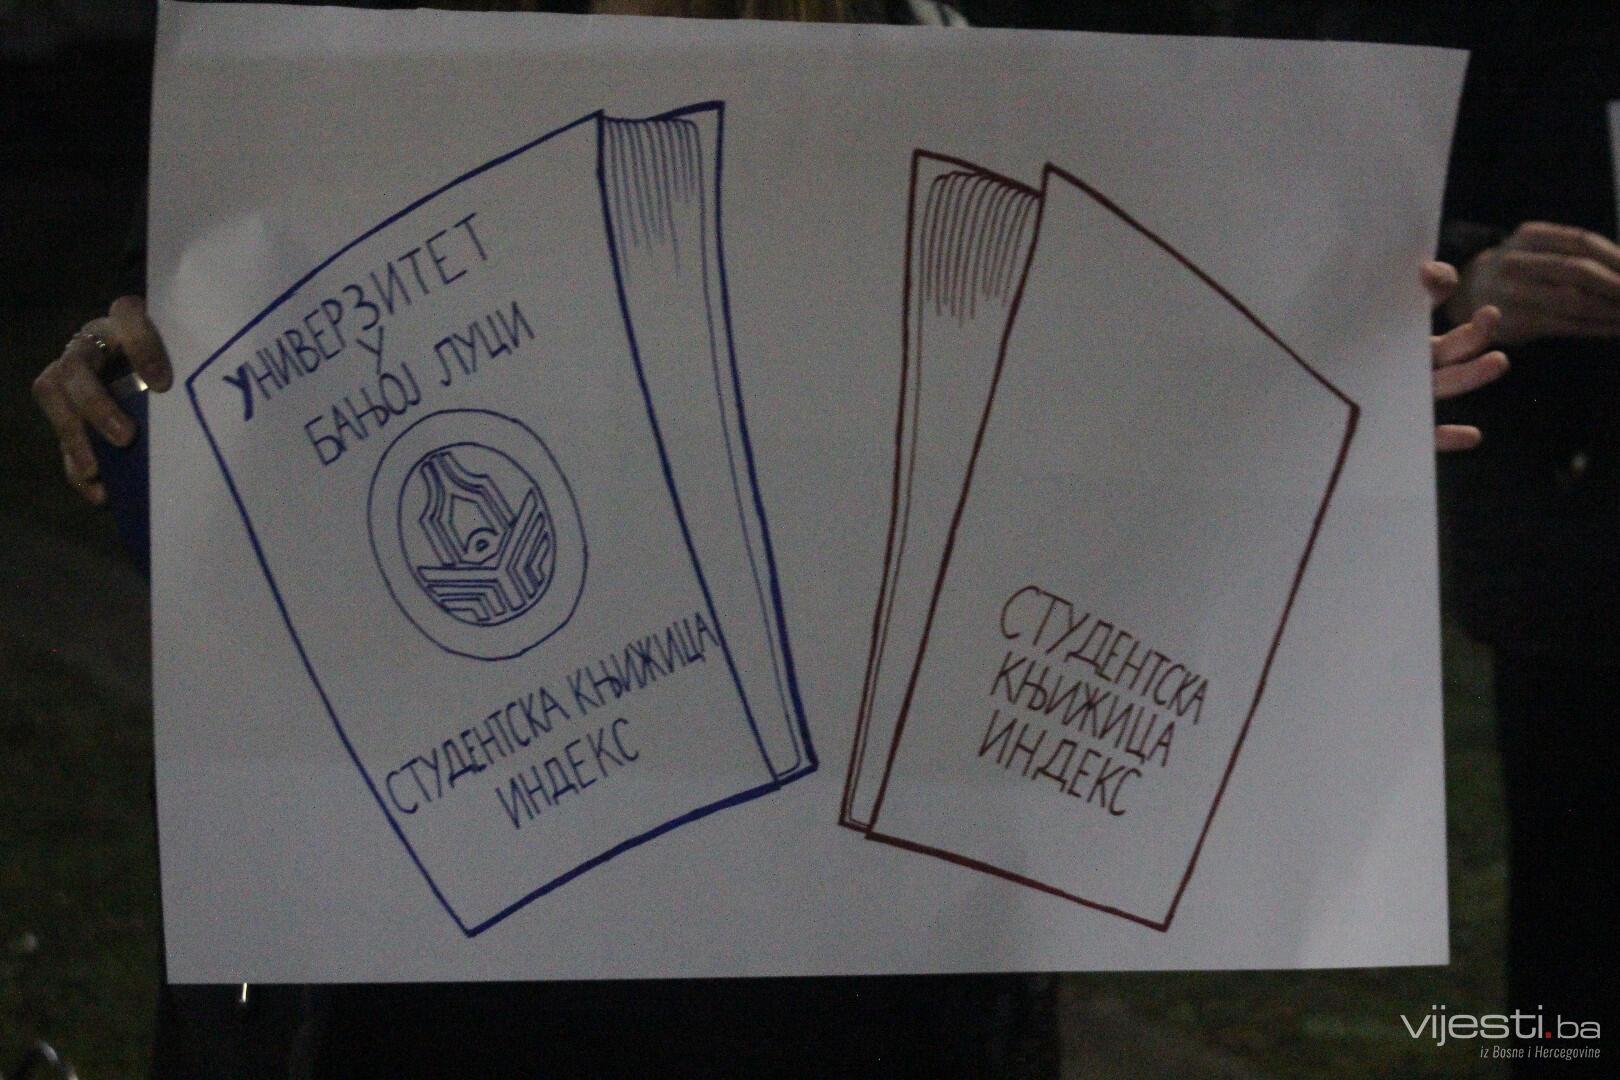 УНИВЕРЗИТЕТ
У
БАЊОЈ ЛУЦИ
СТУДЕНТСКА КЊИЖИЦА
ИНДЕКС
СТУДЕНТСКА
КЊИЖИЦА
ИНДЕКС
vijesti.ba
iz Bosne i Hercegovine